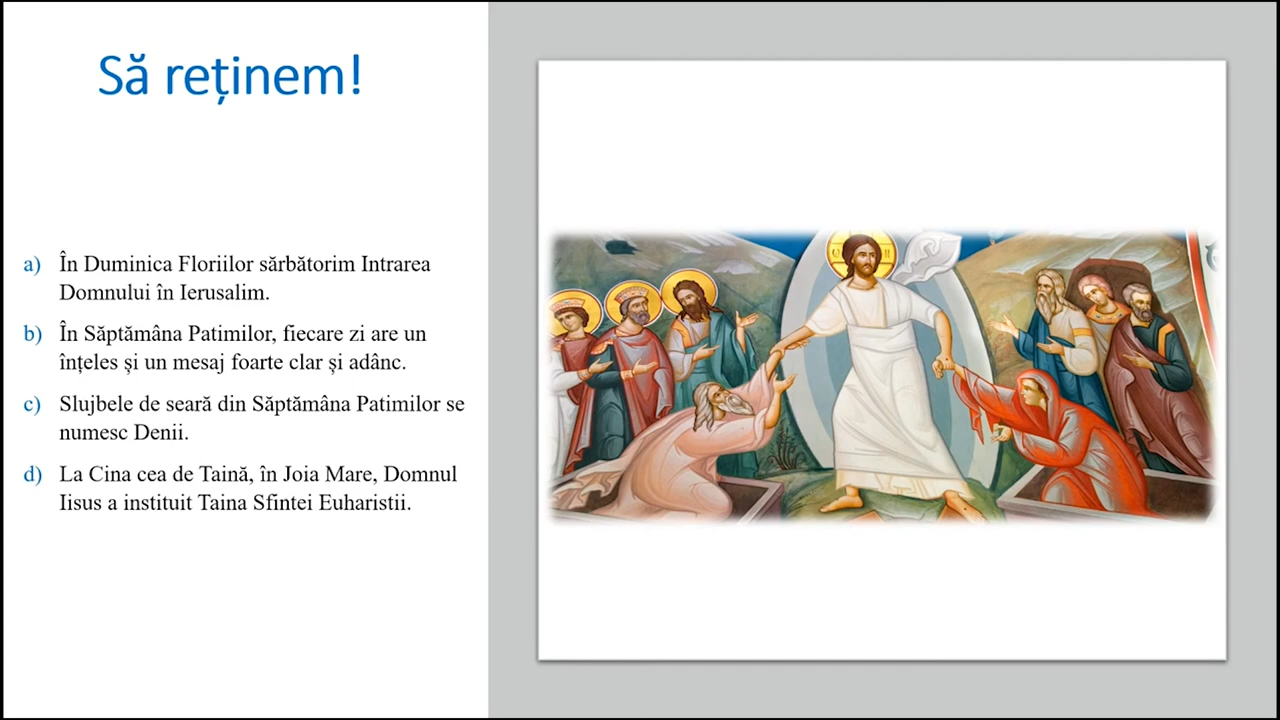 Să reținem!
a) În Duminica Floriilor sărbătorim Intrarea
Domnului în Ierusalim.
b) În Săptămâna Patimilor, fiecare zi are un
înțeles și un mesaj foarte clar și adânc.
c) Slujbele de seară din Săptămâna Patimilor se
numesc Denii.
d) La Cina cea de Taină, în Joia Mare, Domnul
Iisus a instituit Taina Sfintei Euharistii.